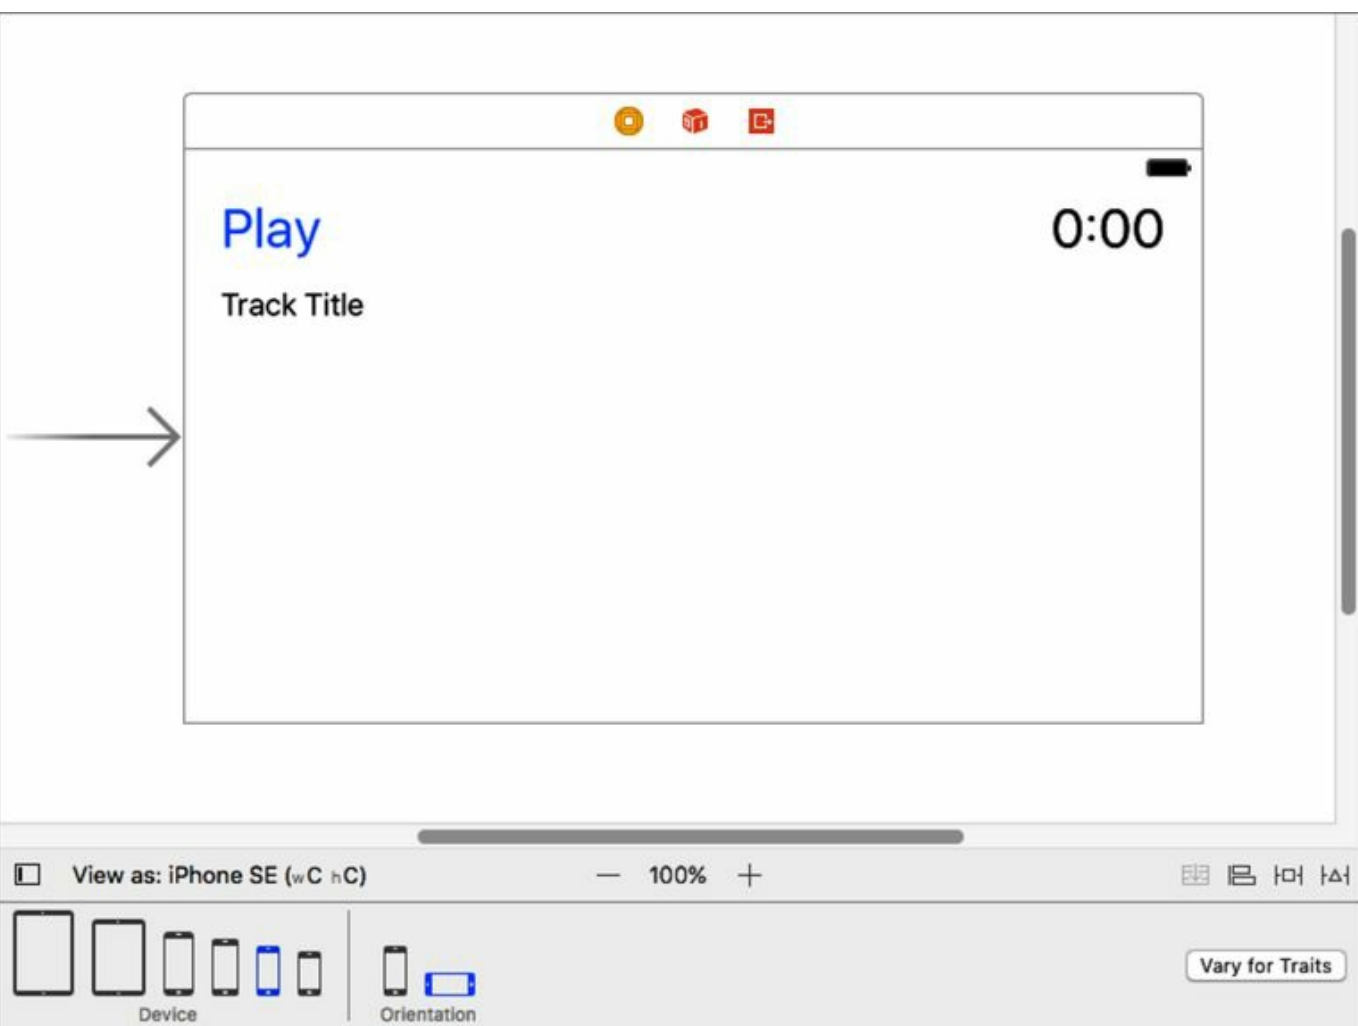 Play 0:00
Track Title
View as: iPhone SE (wC hC) — 100% +
Vary for Traits
Device Orientation